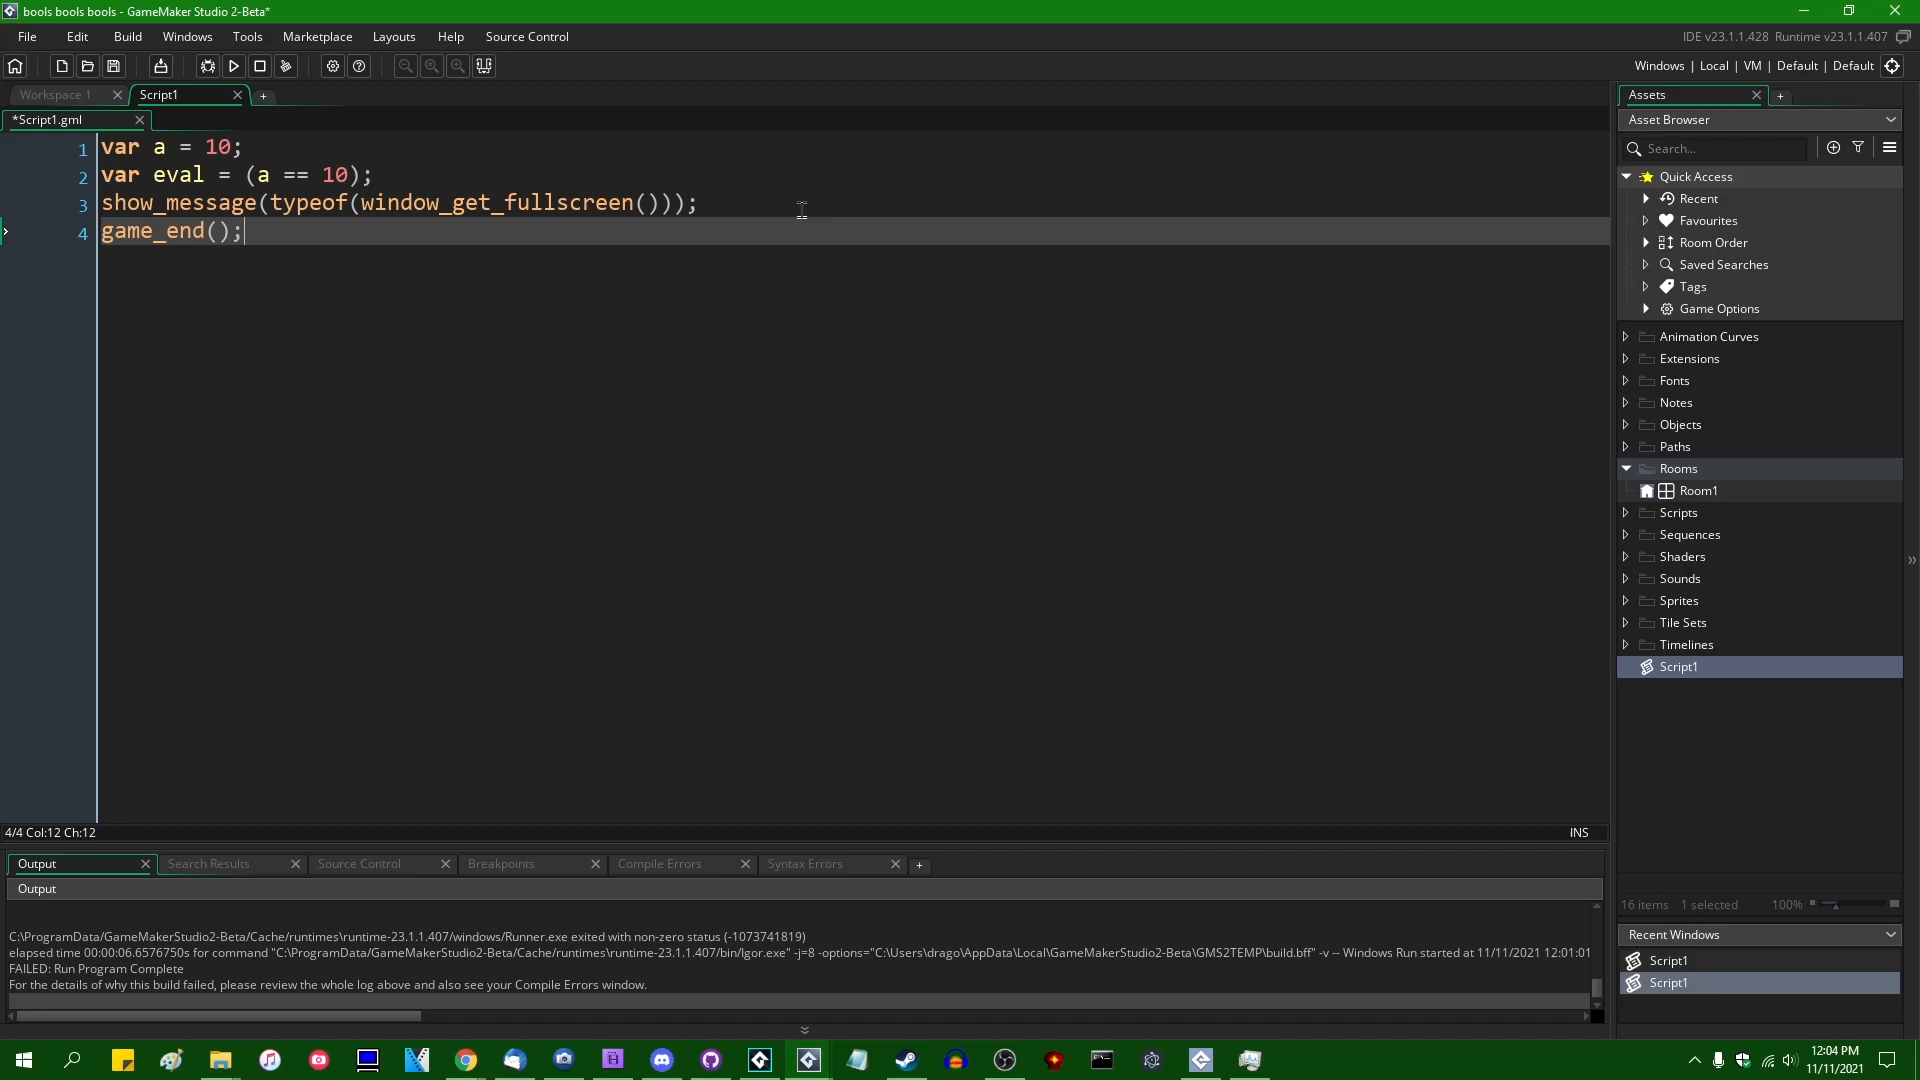 bools bools bools - GameMaker Studio 2-Beta*
File Edit Build Windows Tools Marketplace Layouts Help Source Control
IDE v23.1.1.428 Runtime v23.1.1.407
Windows | Local | VM | Default | Default
Workspace 1
Script1
*Script1.gml
1 var a = 10;
2 var eval = (a == 10);
3 show_message(typeof(window_get_fullscreen()));
4 game_end();
4/4 Col:12 Ch:12
INS
Output
Search Results
Source Control
Breakpoints
Compile Errors
Syntax Errors
Output
C:\ProgramData/GameMakerStudio2-Beta/Cache/runtimes\runtime-23.1.1.407/windows/Runner.exe exited with non-zero status (-1073741819)
elapsed time 00:00:06.6576750s for command "C:\ProgramData/GameMakerStudio2-Beta/Cache/runtimes\runtime-23.1.1.407/bin/Igor.exe" -j=8 -options="C:\Users\drago\AppData\Local\GameMakerStudio2-Beta\GMS2TEMP\build.bff" -v -- Windows Run started at 11/11/2021 12:01:01
FAILED: Run Program Complete
For the details of why this build failed, please review the whole log above and also see your Compile Errors window.
Assets
Asset Browser
Search...
Quick Access
Recent
Favourites
Room Order
Saved Searches
Tags
Game Options
Animation Curves
Extensions
Fonts
Notes
Objects
Paths
Rooms
Room1
Scripts
Sequences
Shaders
Sounds
Sprites
Tile Sets
Timelines
Script1
16 items 1 selected 100%
Recent Windows
Script1
Script1
12:04 PM
11/11/2021